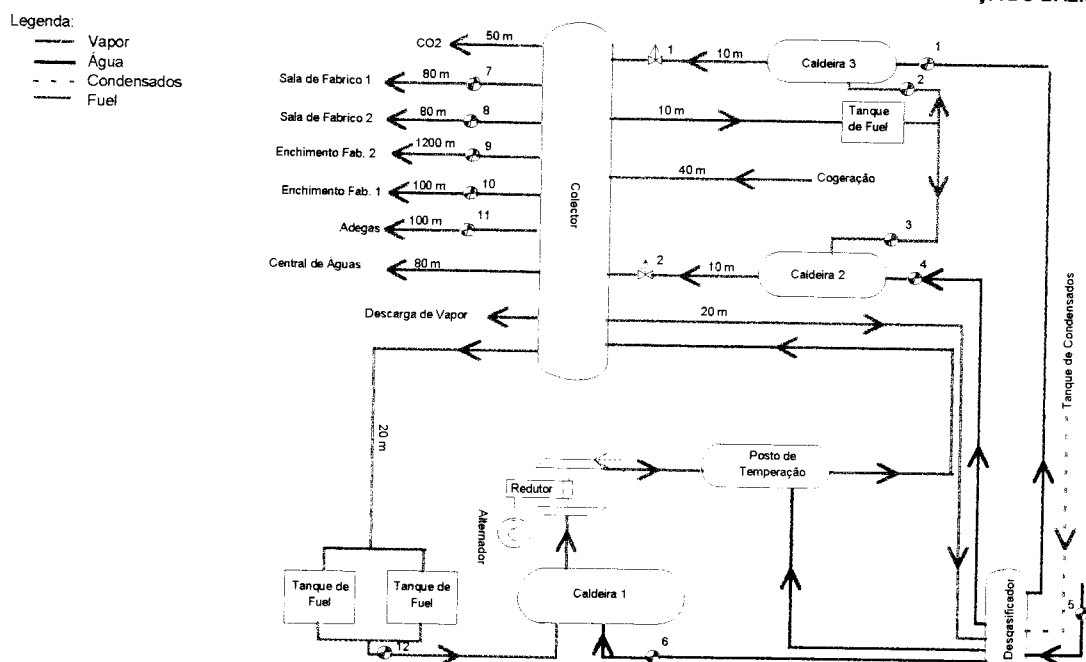 Legenda:
Vapor
Água
Condensados
Fuel
CO2
50 m
Sala de Fabrico 1
80 m
7
Sala de Fabrico 2
80 m
8
Enchimento Fab. 2
1200 m
9
Enchimento Fab. 1
100 m
10
Adegas
100 m
11
Central de Águas
80 m
Descarga de Vapor
Colector
1
10 m
Caldeira 3
1
2
10 m
Tanque de Fuel
40 m
Cogeração
3
2
10 m
Caldeira 2
4
20 m
Tanque de Condensados
20 m
Posto de Temperação
Redutor
Alternador
Tanque de Fuel
Tanque de Fuel
12
Caldeira 1
6
Desgasificador
5